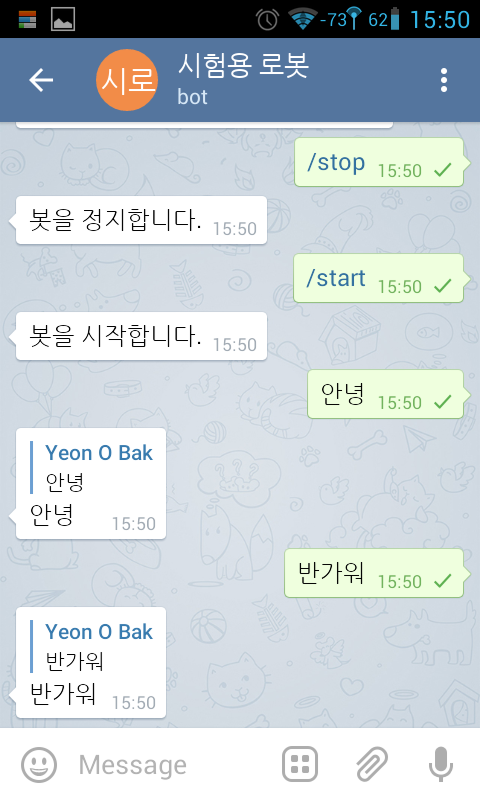 -73
62
15:50
시로
시험용 로봇
bot
/stop 15:50
봇을 정지합니다. 15:50
/start 15:50
봇을 시작합니다. 15:50
안녕 15:50
Yeon O Bak
안녕
안녕 15:50
반가워 15:50
Yeon O Bak
반가워
반가워 15:50
Message